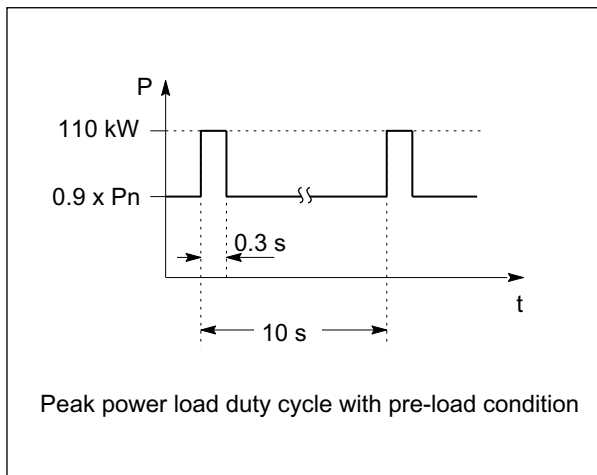 P
110 kW
0.9 x Pn
0.3 s
t
10 s
Peak power load duty cycle with pre-load condition